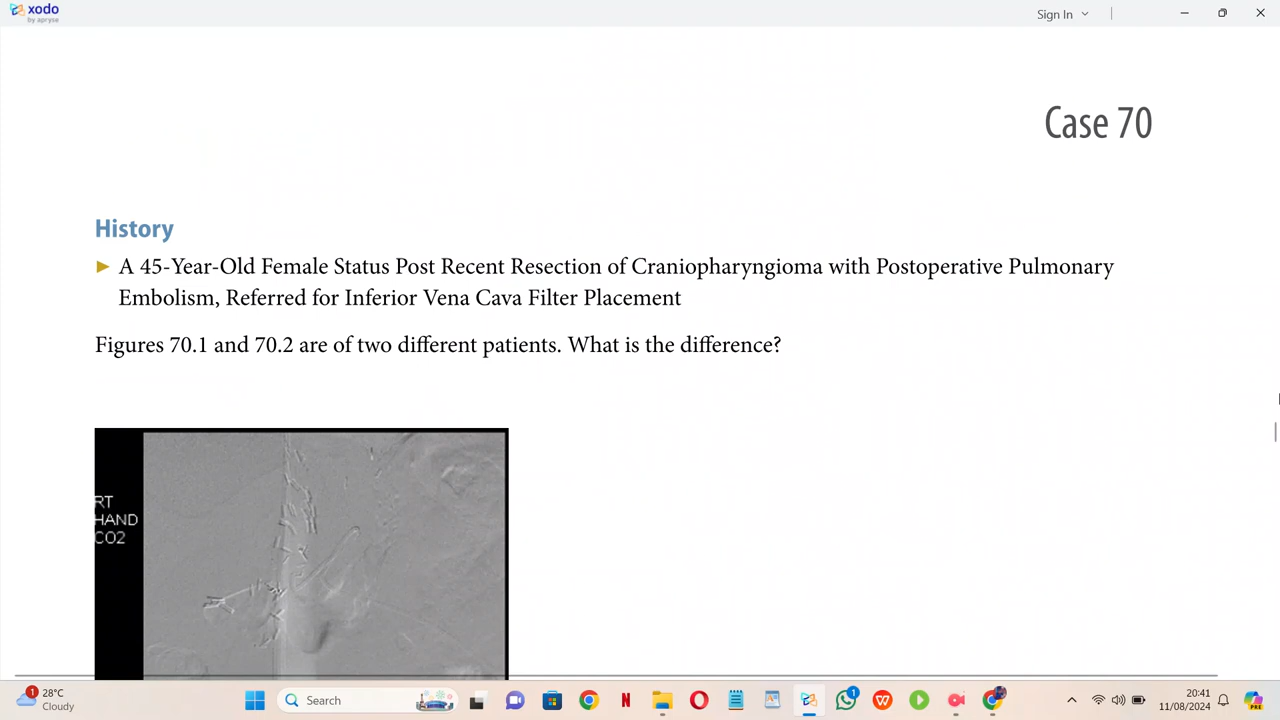 xodo
by apryse
Sign In
Case 70
History
A 45-Year-Old Female Status Post Recent Resection of Craniopharyngioma with Postoperative Pulmonary
Embolism, Referred for Inferior Vena Cava Filter Placement
Figures 70.1 and 70.2 are of two different patients. What is the difference?
RT
HAND
CO2
1
28°C
Cloudy
Search
1
20:41
11/08/2024